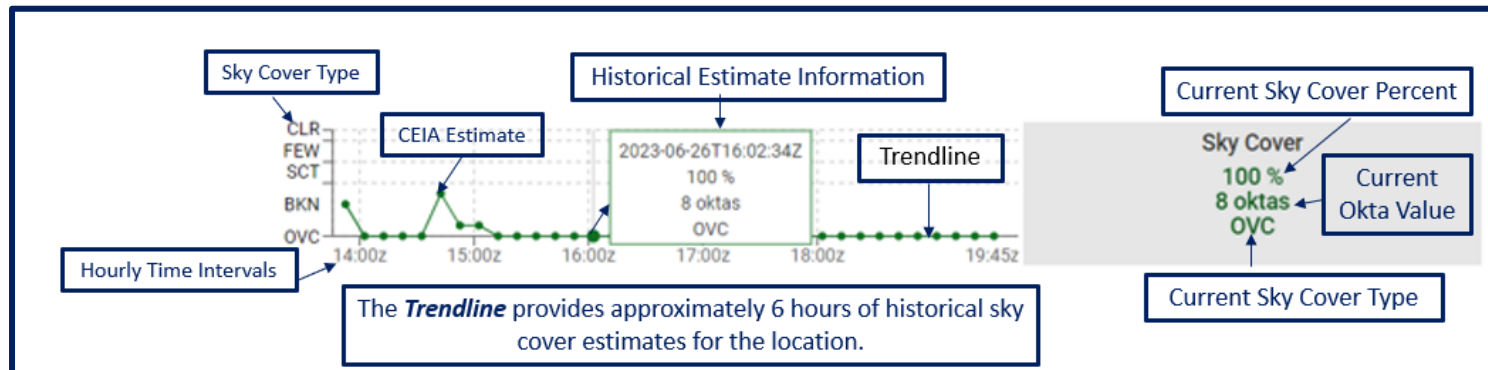 Sky Cover Type
Historical Estimate Information
Current Sky Cover Percent
CLR
FEW
SCT
BKN
OVC
CEIA Estimate
2023-06-26T16:02:34Z
100 %
8 oktas
OVC
Trendline
Sky Cover
100 %
8 oktas
OVC
Current
Okta Value
Hourly Time Intervals
14:00z
15:00z
16:00z
17:00z
18:00z
19:45z
Current Sky Cover Type
The Trendline provides approximately 6 hours of historical sky
cover estimates for the location.